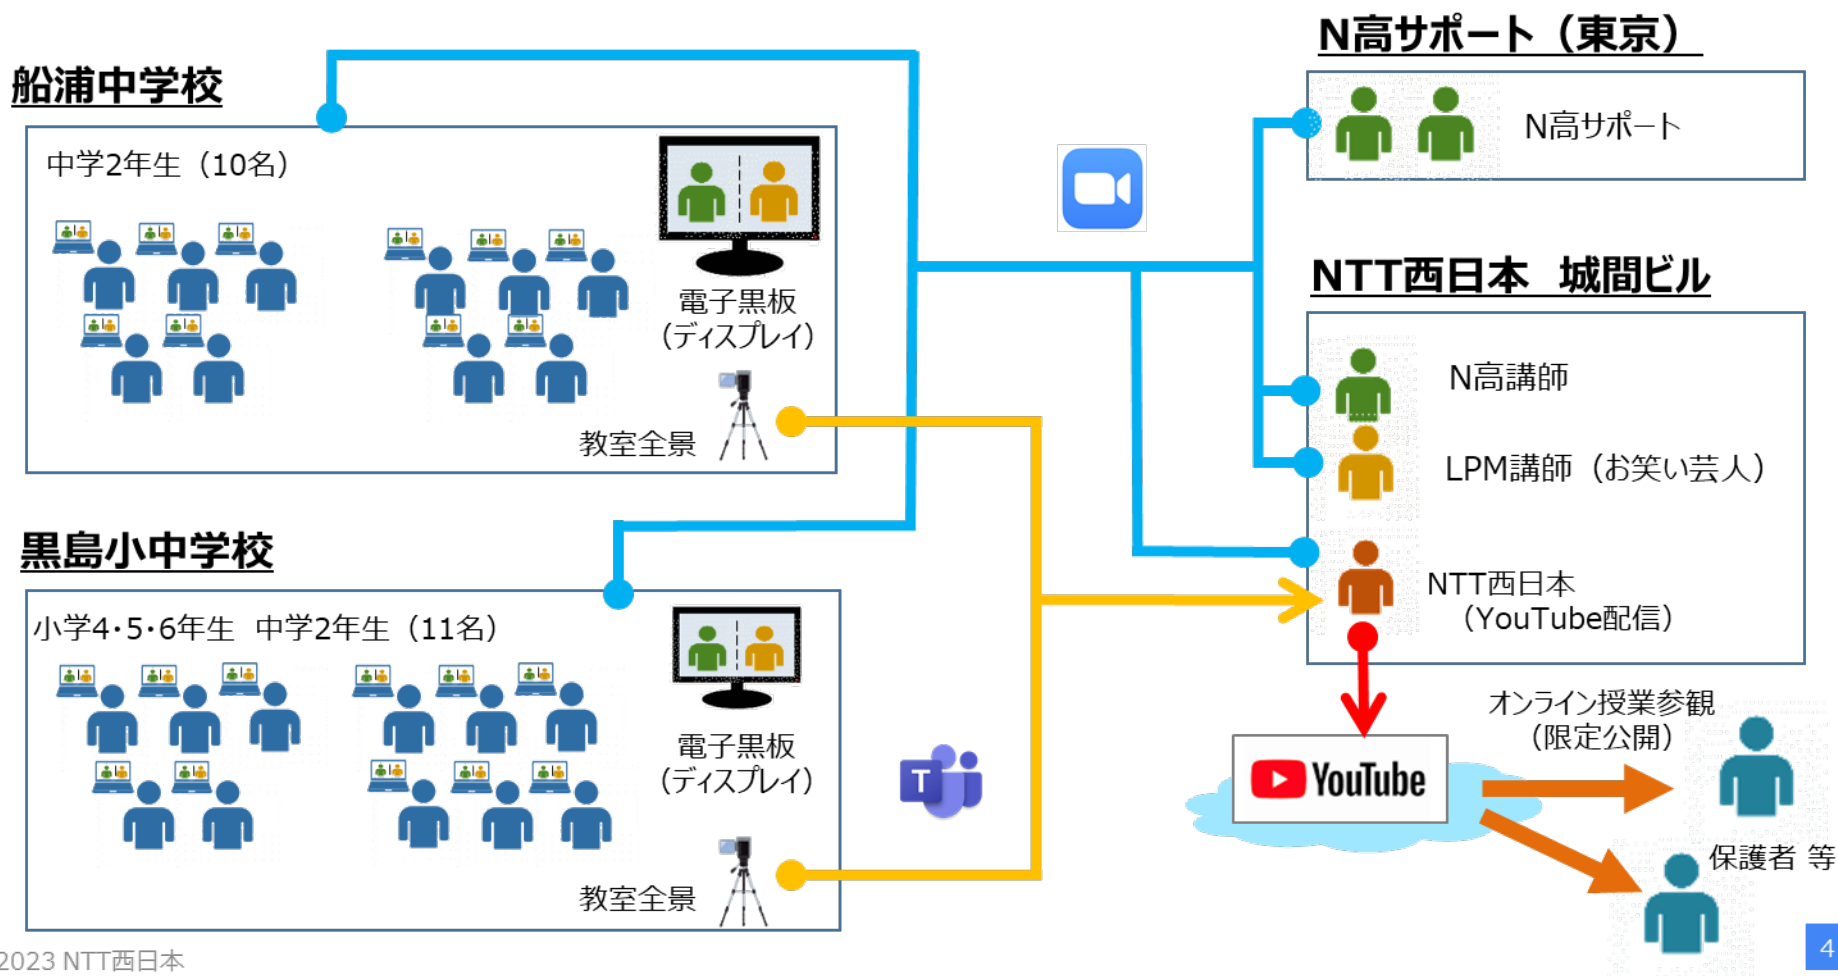 N高サポート（東京）
船浦中学校
中学2年生（10名）
N高サポート
電子黒板
（ディスプレイ）
教室全景
NTT西日本　城間ビル
N高講師
LPM講師（お笑い芸人）
NTT西日本
（YouTube配信）
黒島小中学校
小学4・5・6年生　中学2年生（11名）
電子黒板
（ディスプレイ）
教室全景
T
オンライン授業参観
（限定公開）
YouTube
保護者 等
2023 NTT西日本
4